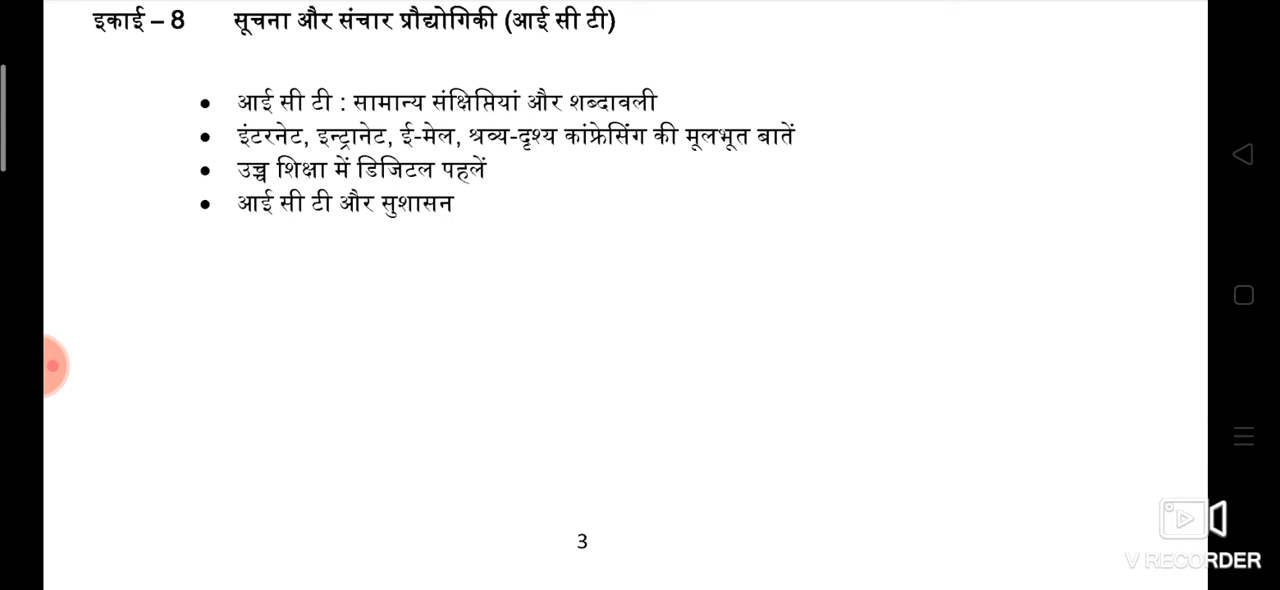 इकाई – 8 सूचना और संचार प्रौद्योगिकी (आई सी टी)
• आई सी टी : सामान्य संक्षिप्तियां और शब्दावली
• इंटरनेट, इन्ट्रानेट, ई-मेल, श्रव्य-दृश्य कांफ्रेसिंग की मूलभूत बातें
• उच्च शिक्षा में डिजिटल पहलें
• आई सी टी और सुशासन
3
V RECORDER